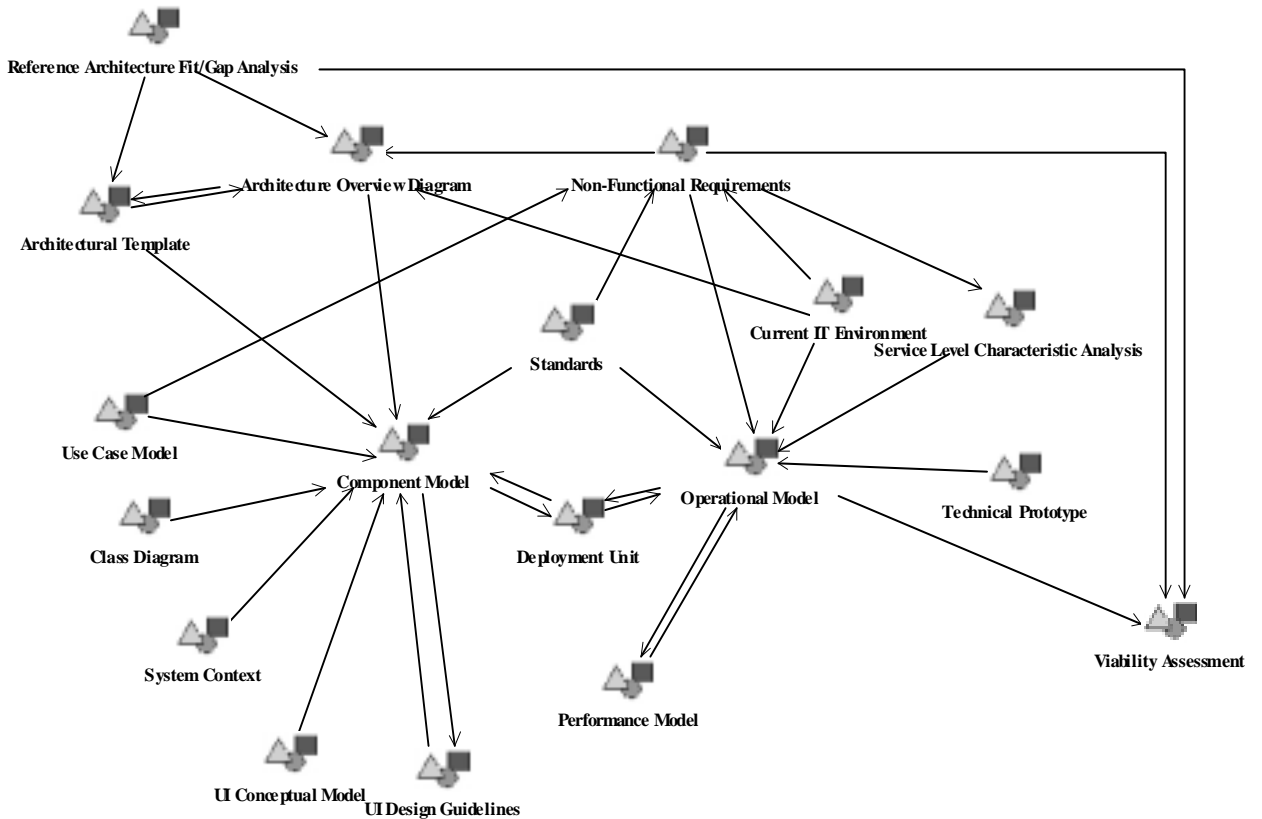 Reference Architecture Fit/Gap Analysis
Architecture Overview Diagram
Non-Functional Requirements
Architectural Template
Current IT Environment
Service Level Characteristic Analysis
Standards
Use Case Model
Component Model
Operational Model
Technical Prototype
Class Diagram
Deployment Unit
Viability Assessment
System Context
Performance Model
UI Conceptual Model
UI Design Guidelines